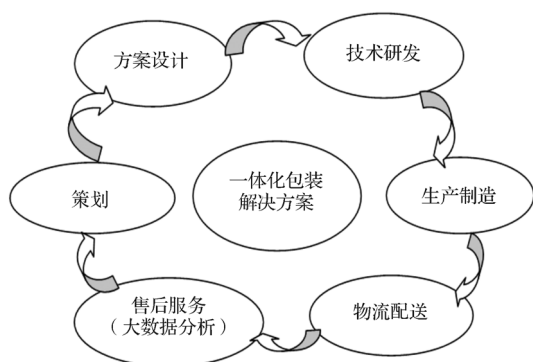 方案设计
技术研发
策划
一体化包装
解决方案
生产制造
售后服务
（大数据分析）
物流配送